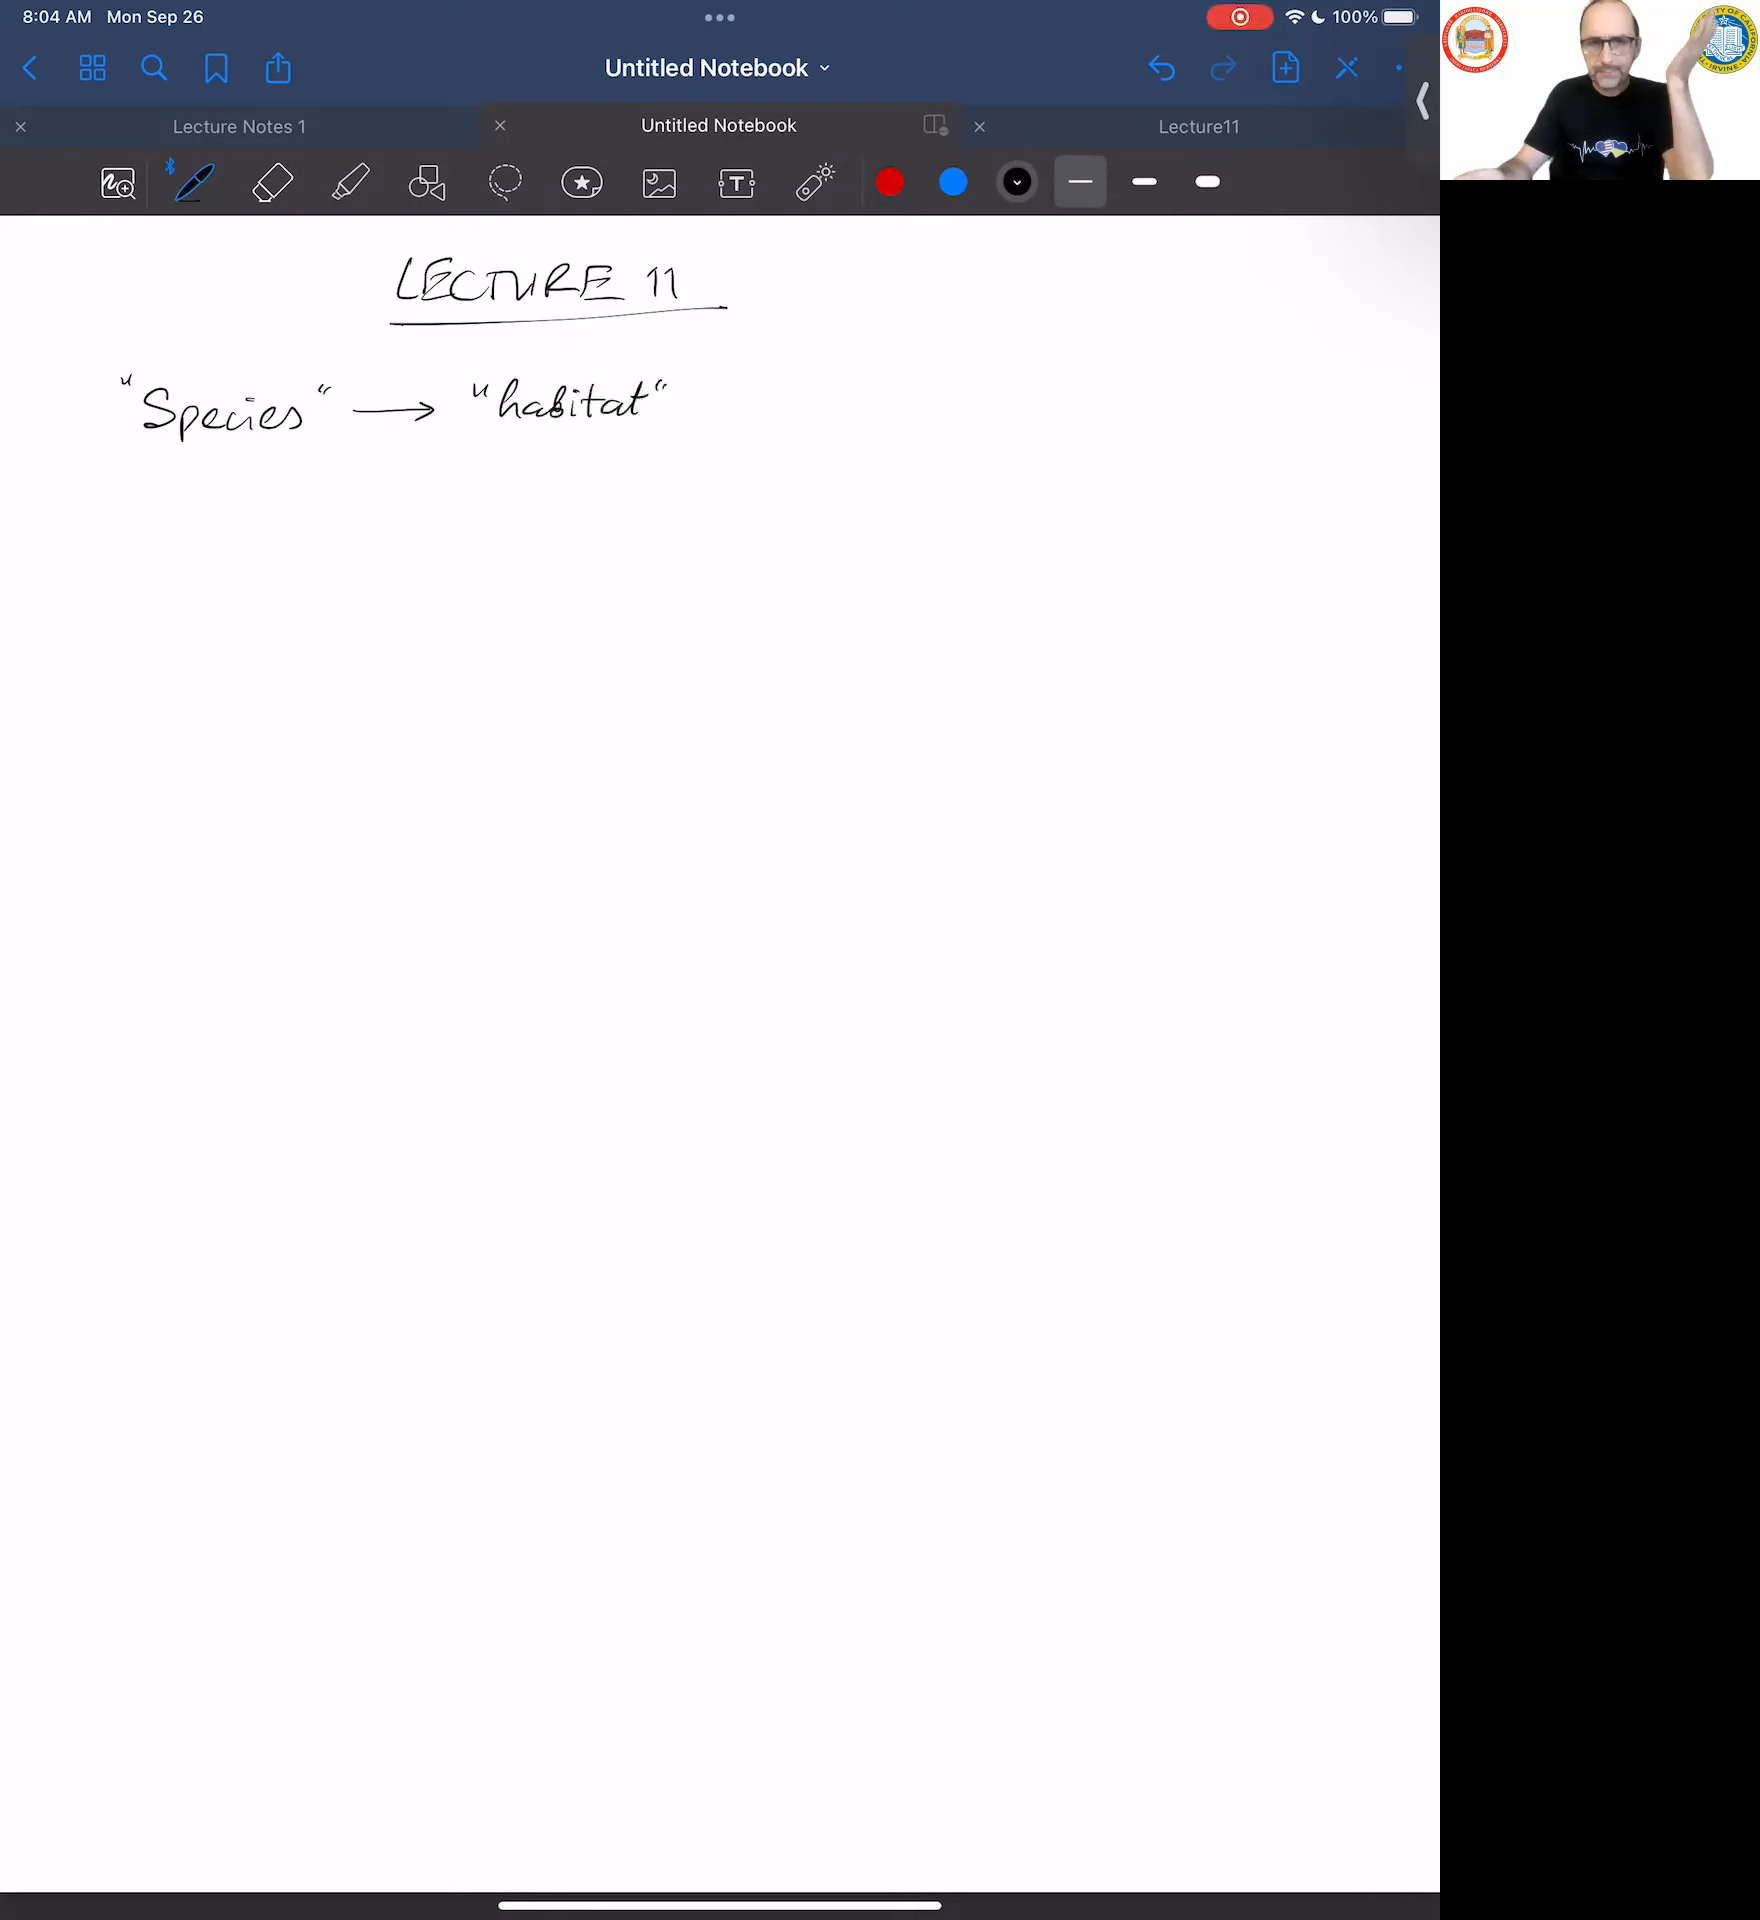 8:04 AM Mon Sep 26
100%
Untitled Notebook
Lecture Notes 1
Untitled Notebook
Lecture11
T
LECTURE 11
"Species" → "habitat"